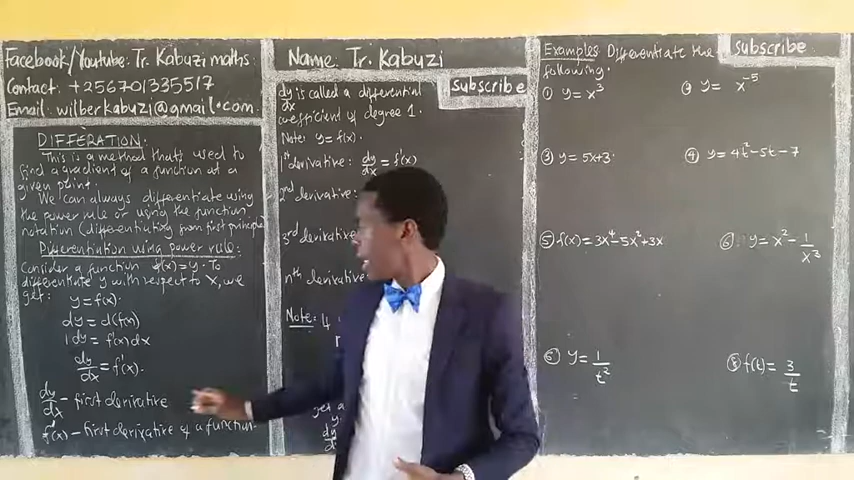 Facebook/Youtube: Tr. Kabuzi maths
Contact: +256701335517
Email: wilberkabuzi@gmail.com
DIFFERATION.
This is a method thats used to
find a gradient of a function at a
given point.
We can always differentiate using
the power rule or using the function
notation (differentiating from first principle)
Differentiation using power rule:
Consider a function f(x)=y. To
differentiate y with respect to x, we
get:
y=f(x).
dy=d(f(x))
1dy=f'(x)dx
dy/dx=f'(x).
dy/dx - first derivative
f'(x) - first derivative of a function.
Name: Tr. Kabuzi
Subscribe
dy/dx is called a differential
coefficient of degree 1.
Note: y=f(x).
1st derivative: dy/dx = f'(x)
2nd derivative:
3rd derivative
nth derivative
Note:
get
Examples: Differentiate the
following.
Subscribe
① y=x³
② y= x⁻⁵
③ y=5x+3
④ y=4t²-5t-7
⑤ f(x)=3x⁴-5x²+3x
⑥ y=x²-1/x³
y=1/t²
⑧ f(t)=3/t